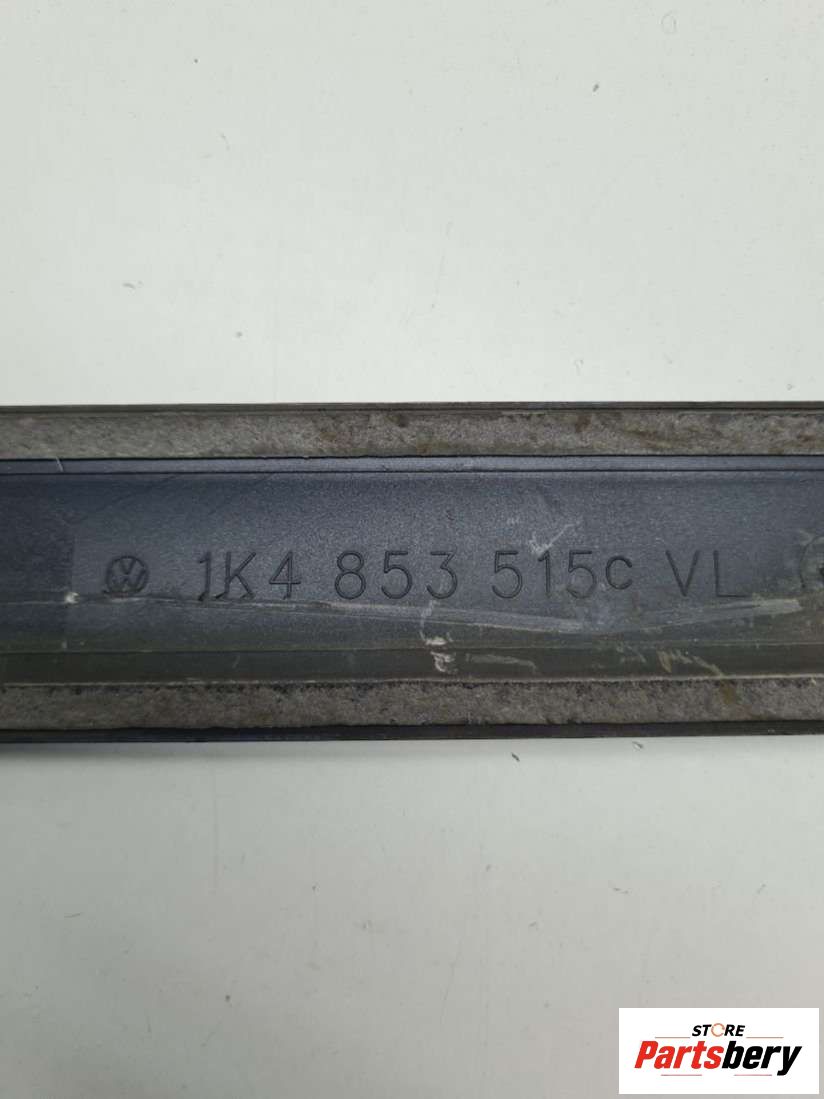 1K4 853 515C VL
STORE
Partsbery